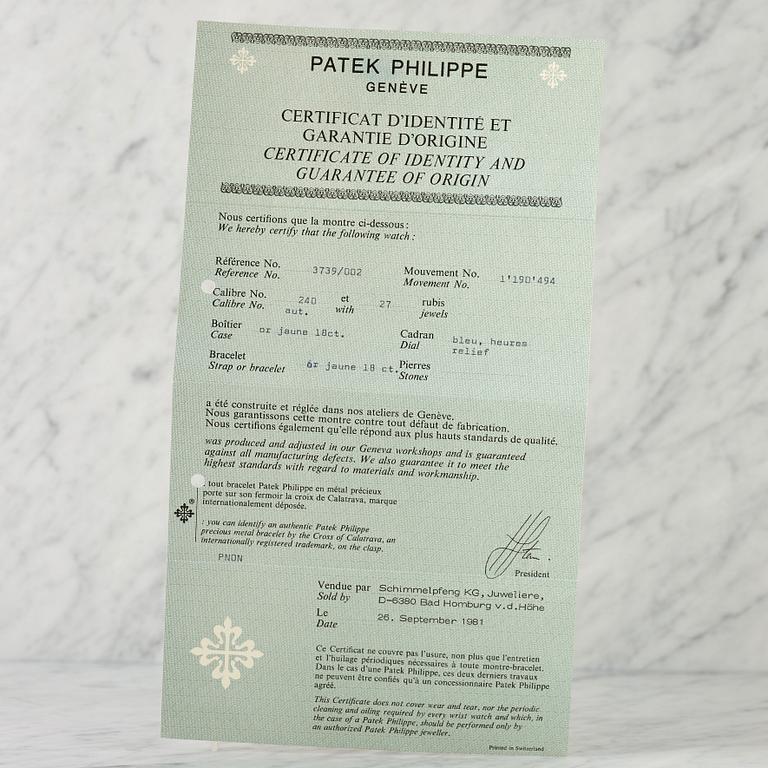 PATEK PHILIPPE
GENÈVE
CERTIFICAT D'IDENTITÉ ET
GARANTIE D'ORIGINE
CERTIFICATE OF IDENTITY AND
GUARANTEE OF ORIGIN
Nous certifions que la montre ci-dessous :
We hereby certify that the following watch :
Référence No. 3739/002 Mouvement No. 1'190'494
Reference No. Movement No.
Calibre No. 240 et 27 rubis
Calibre No. aut. with jewels
Boîtier or jaune 18ct. Cadran bleu, heures
Case Dial relief
Bracelet or jaune 18 ct. Pierres
Strap or bracelet Stones
a été construite et réglée dans nos ateliers de Genève.
Nous garantissons cette montre contre tout défaut de fabrication.
Nous certifions également qu'elle répond aux plus hauts standards de qualité.
was produced and adjusted in our Geneva workshops and is guaranteed
against all manufacturing defects. We also guarantee it to meet the
highest standards with regard to materials and workmanship.
: tout bracelet Patek Philippe en métal précieux
porte sur son fermoir la croix de Calatrava, marque
internationalement déposée.
®
: you can identify an authentic Patek Philippe
precious metal bracelet by the Cross of Calatrava, an
internationally registered trademark, on the clasp.
PNON
President
Vendue par Schimmelpfeng KG, Juweliere,
Sold by D-6380 Bad Homburg v.d.Höhe
Le 26. September 1981
Date
Ce Certificat ne couvre pas l'usure, non plus que l'entretien
et l'huilage périodiques nécessaires à toute montre-bracelet.
Dans le cas d'une Patek Philippe, ces deux derniers travaux
ne peuvent être confiés qu'à un concessionnaire Patek Philippe
agréé.
This Certificate does not cover wear and tear, nor the periodic
cleaning and oiling required by every wrist watch and which, in
the case of a Patek Philippe, should be performed only by
an authorized Patek Philippe jeweller.
Printed in Switzerland